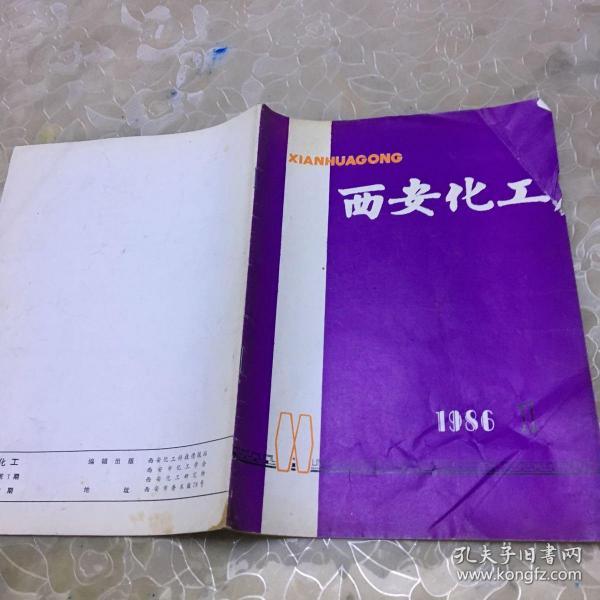 XIANHUAGONG
西安化工
1986
化工
第1期
期
编辑出版
西安化工科技情报站
西安市化工学会
西安化工研究所
地址
孔夫子旧书网
www.kongfz.com